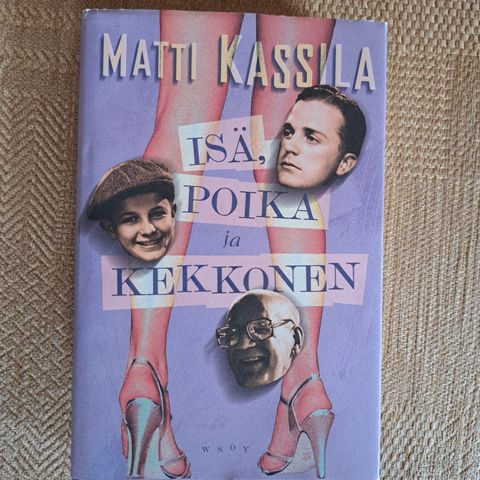 MATTI KASSILA
ISÄ,
POIKA
ja
KEKKONEN
WSOY